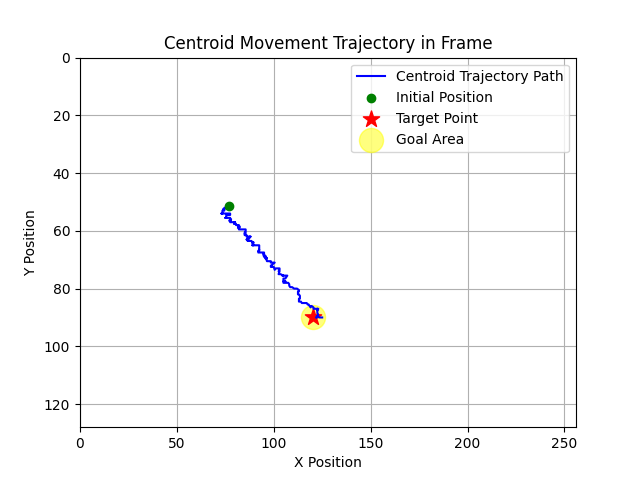 Centroid Movement Trajectory in Frame
Centroid Trajectory Path
Initial Position
Target Point
Goal Area
Y Position
0
20
40
60
80
100
120
0 50 100 150 200 250
X Position